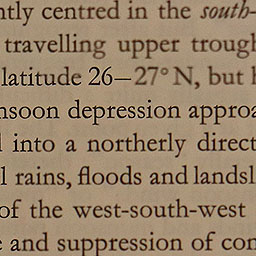 ntly centred in the south-
travelling upper trough
latitude 26–27° N, but h
nsoon depression approa
into a northerly direct
l rains, floods and landsl
of the west-south-west
e and suppression of con